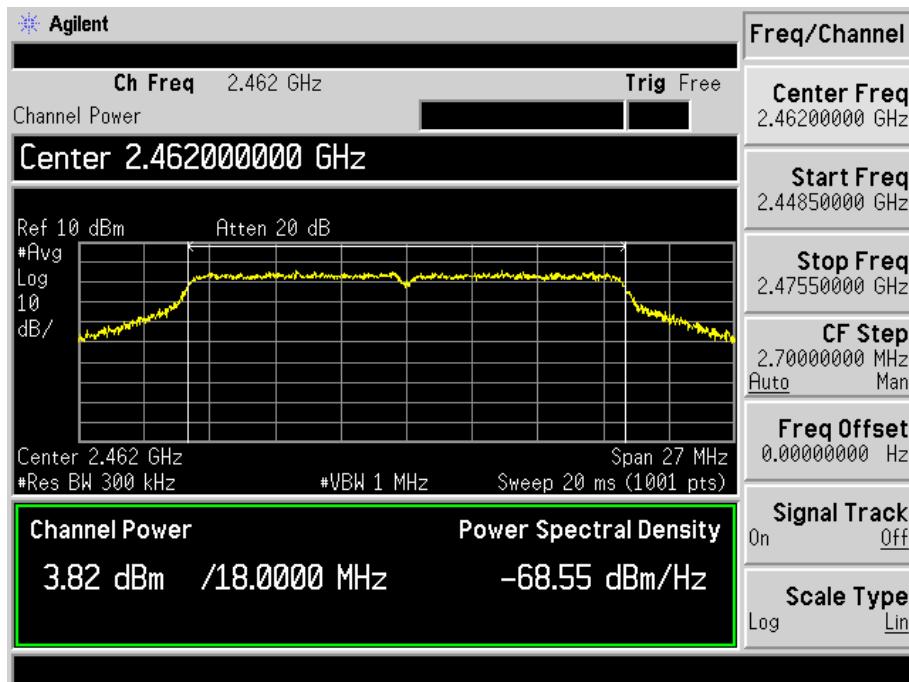 Agilent
Freq/Channel
Ch Freq 2.462 GHz Trig Free
Channel Power
Center 2.462000000 GHz
Ref 10 dBm Atten 20 dB
#Avg
Log
10
dB/
Center 2.462 GHz Span 27 MHz
#Res BW 300 kHz #VBW 1 MHz Sweep 20 ms (1001 pts)
Channel Power Power Spectral Density
3.82 dBm /18.0000 MHz -68.55 dBm/Hz
Center Freq
2.46200000 GHz
Start Freq
2.44850000 GHz
Stop Freq
2.47550000 GHz
CF Step
2.70000000 MHz
Auto Man
Freq Offset
0.00000000 Hz
Signal Track
On Off
Scale Type
Log Lin